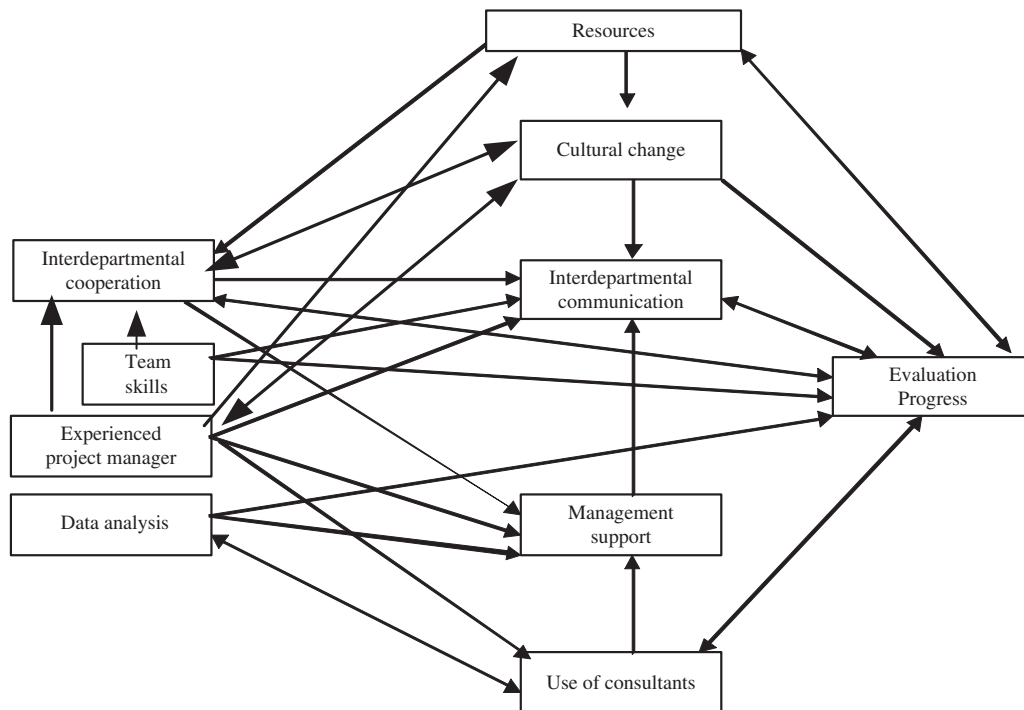 Resources
Cultural change
Interdepartmental
cooperation
Interdepartmental
communication
Team
skills
Evaluation
Progress
Experienced
project manager
Data analysis
Management
support
Use of consultants